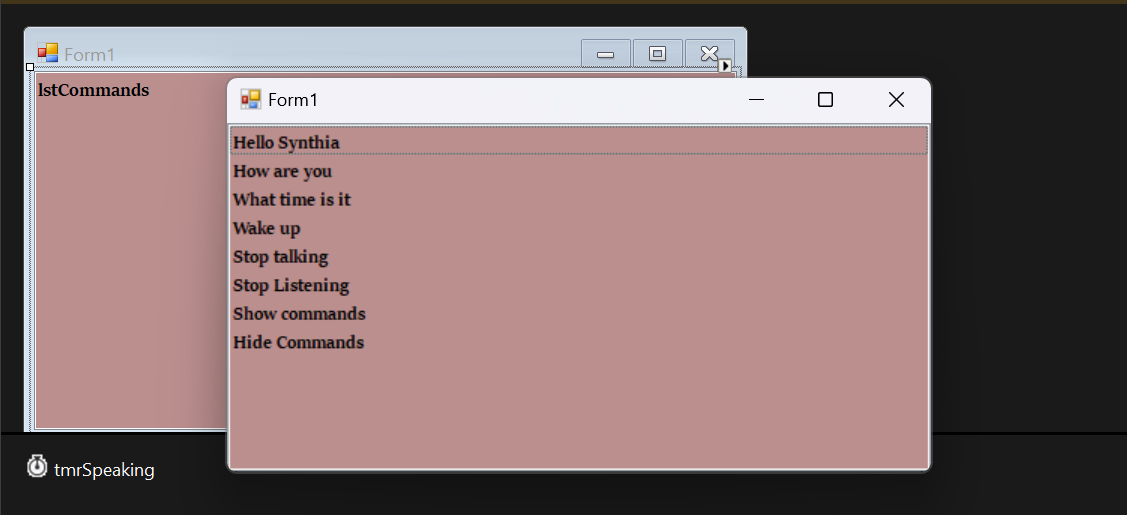 Form1
lstCommands
Form1
Hello Synthia
How are you
What time is it
Wake up
Stop talking
Stop Listening
Show commands
Hide Commands
tmrSpeaking